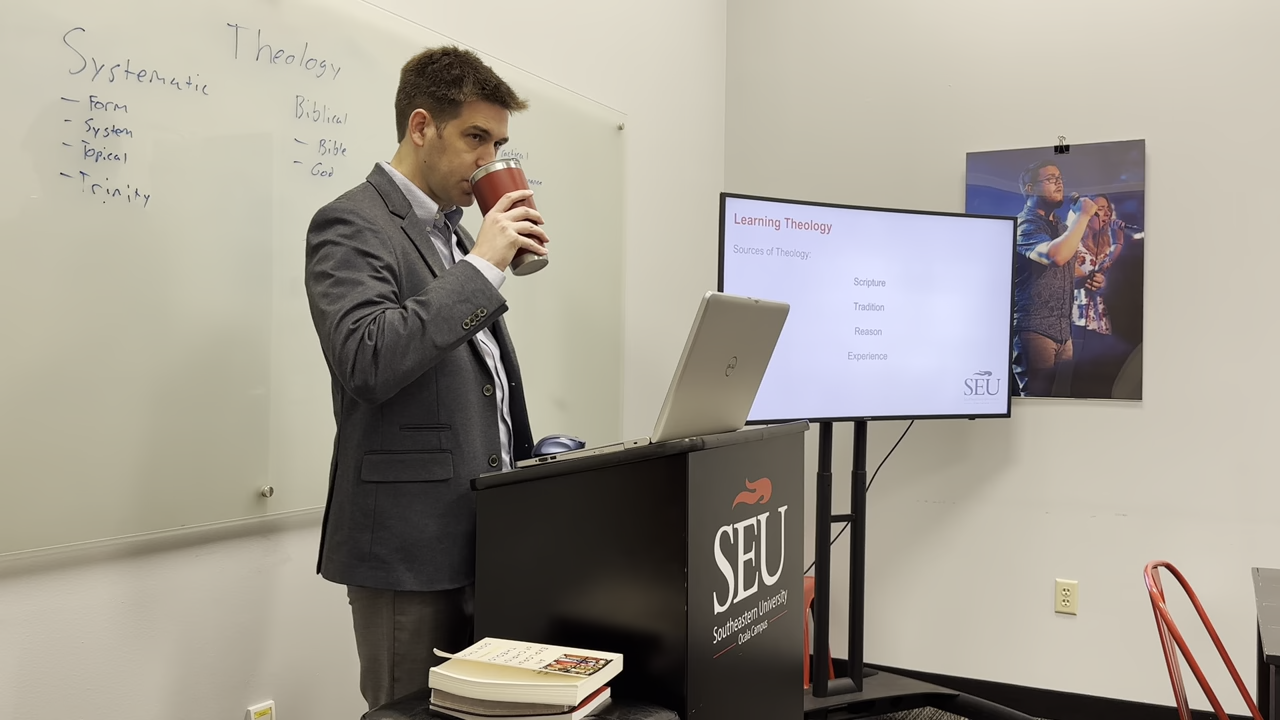 Theology
Systematic
- Form
- System
- Topical
- Trinity
Biblical
- Bible
- God
Learning Theology
Sources of Theology:
Scripture
Tradition
Reason
Experience
SEU
SEU
Southeastern University
Ocala Campus